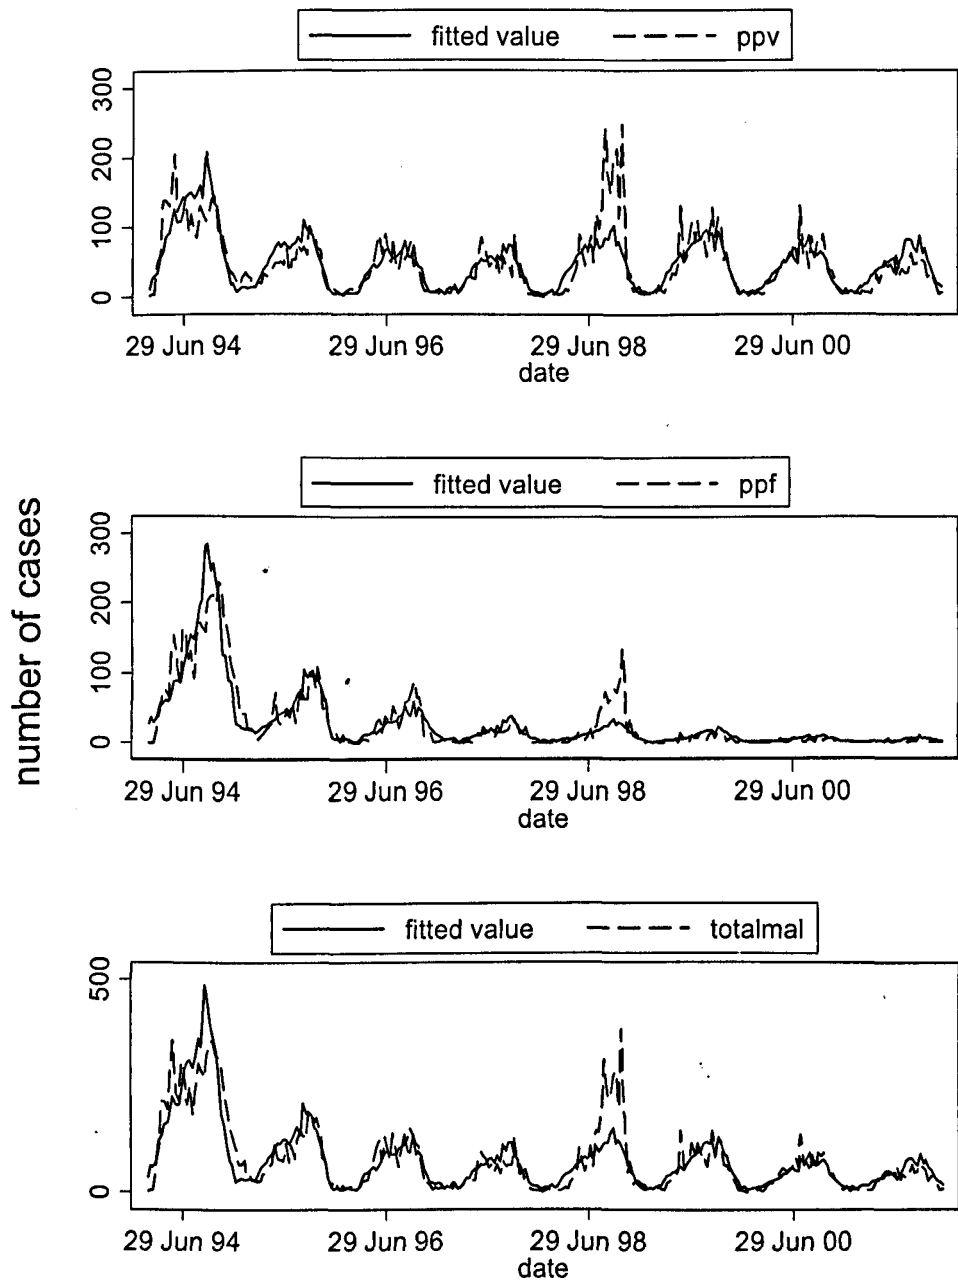 fitted value ppv
300
200
100
0
29 Jun 94 29 Jun 96 29 Jun 98 29 Jun 00
date
number of cases
fitted value ppf
300
200
100
0
29 Jun 94 29 Jun 96 29 Jun 98 29 Jun 00
date
fitted value totalmal
500
0
29 Jun 94 29 Jun 96 29 Jun 98 29 Jun 00
date